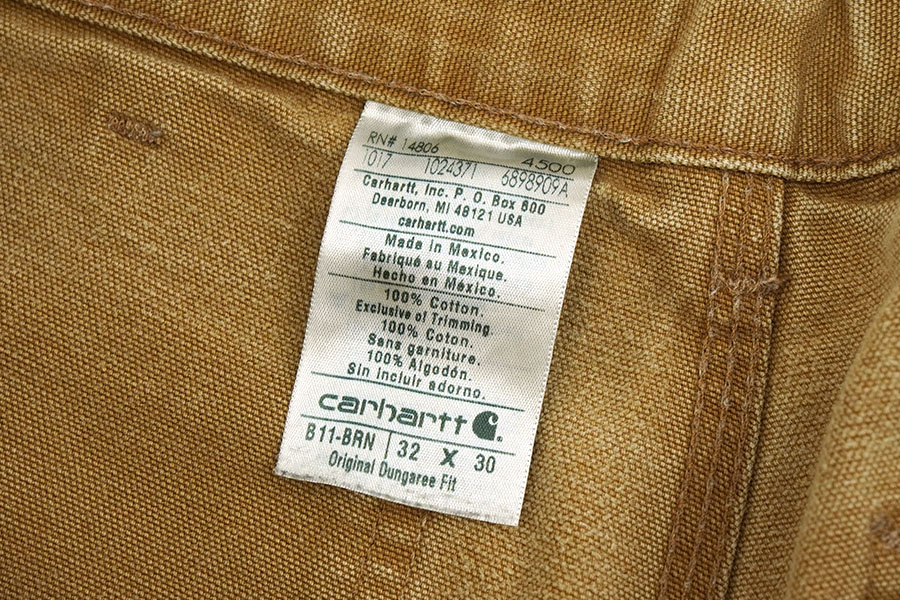 RN# 14806 4500
1017 1024371 6898909A
Carhartt, Inc. P. O. Box 800
Dearborn, MI 48121 USA
carhartt.com
Made in Mexico.
Fabriqué au Mexique.
Hecho en México.
100% Cotton.
Exclusive of Trimming.
100% Coton.
Sans garniture.
100% Algodón.
Sin incluir adorno.
carhartt
B11-BRN 32 X 30
Original Dungaree Fit